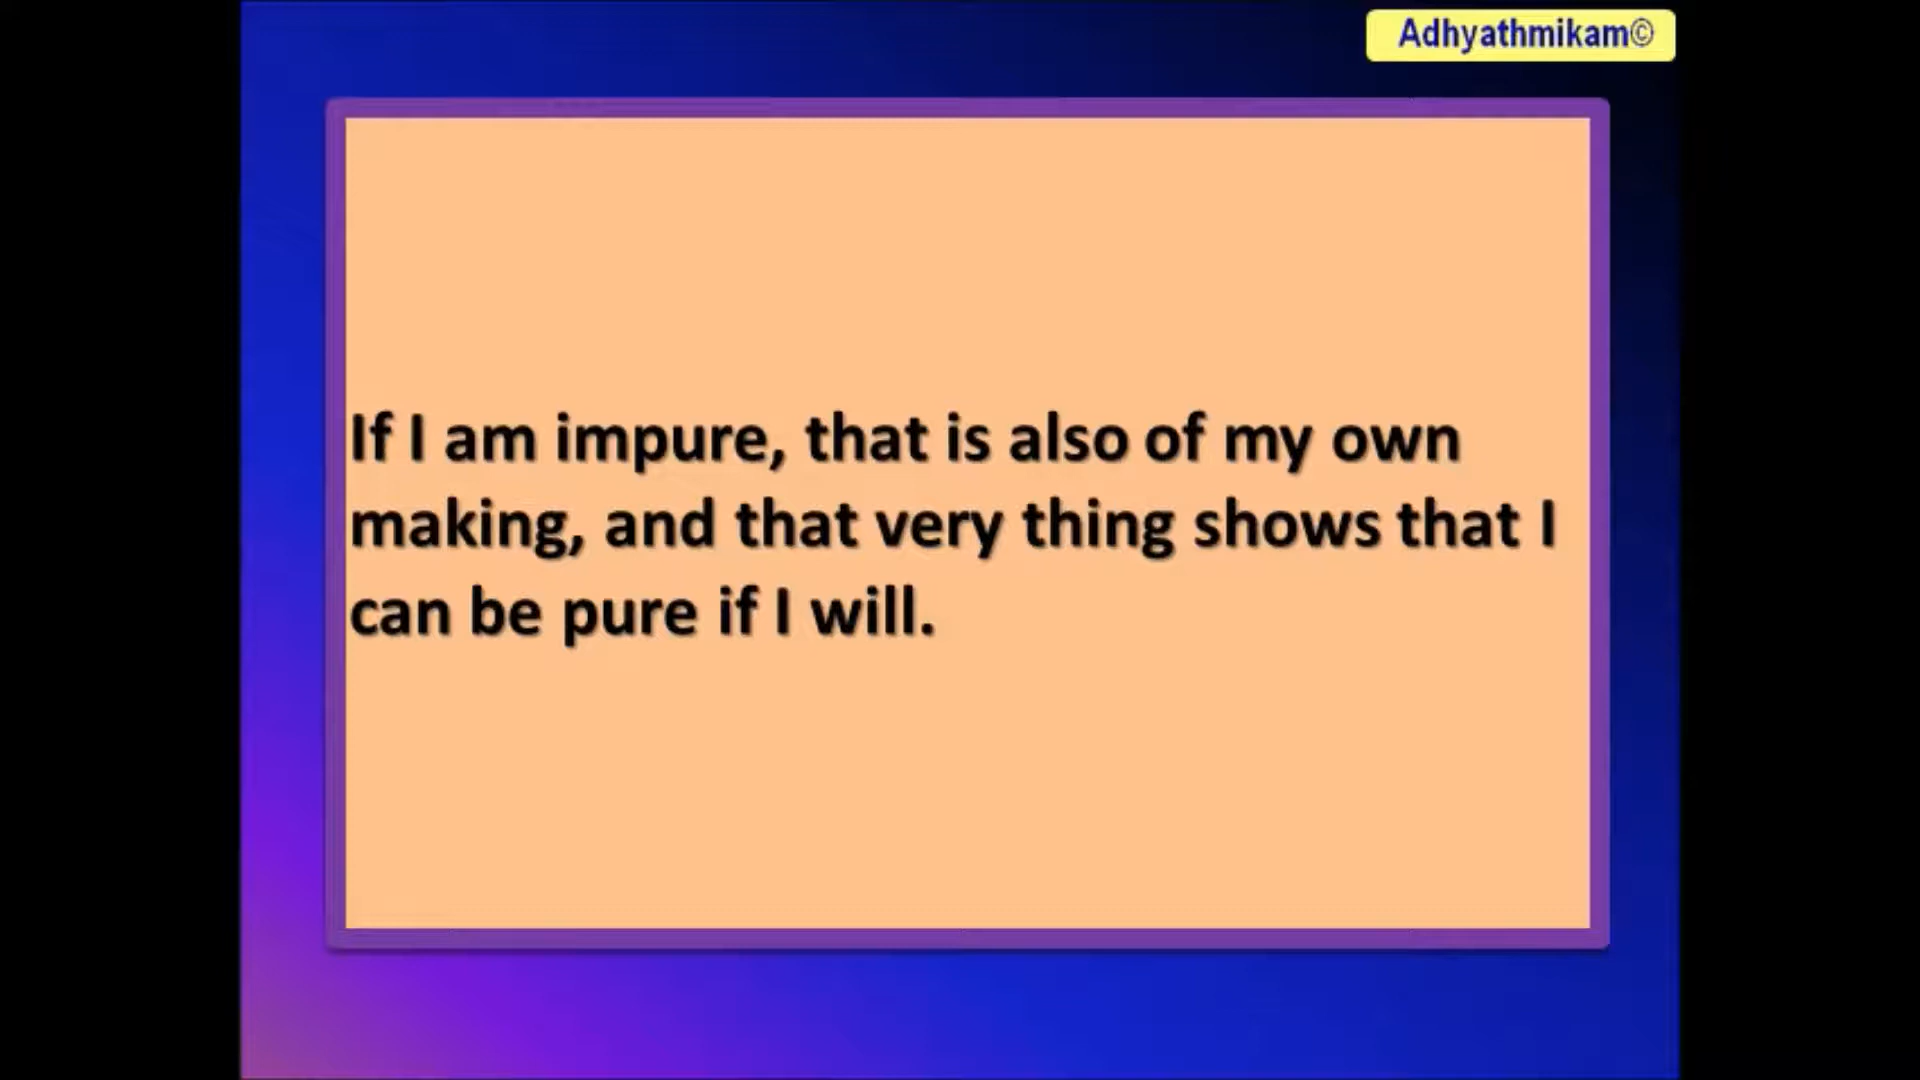 Adhyathmikam©
If I am impure, that is also of my own
making, and that very thing shows that I
can be pure if I will.